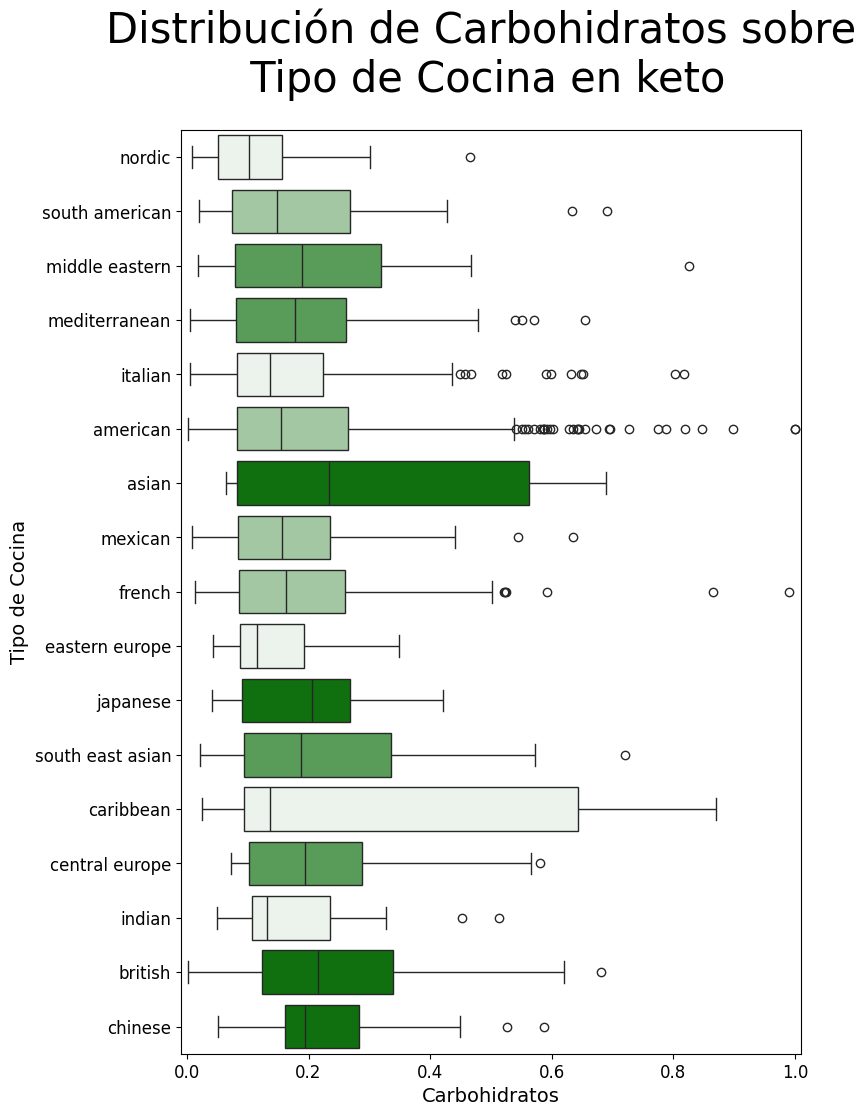 Distribución de Carbohidratos sobre
Tipo de Cocina en keto
nordic
south american
middle eastern
mediterranean
italian
american
asian
mexican
french
eastern europe
japanese
south east asian
caribbean
central europe
indian
british
chinese
Tipo de Cocina
0.0 0.2 0.4 0.6 0.8 1.0
Carbohidratos